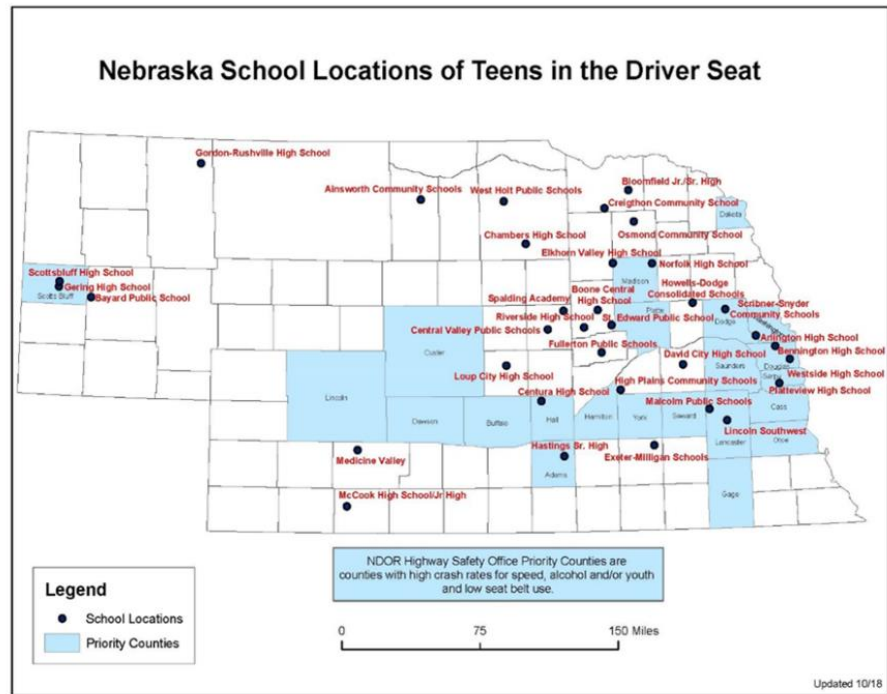 Nebraska School Locations of Teens in the Driver Seat
Gordon-Rushville High School
Ainsworth Community Schools
West Holt Public Schools
Bloomfield Jr./Sr. High
Creigthon Community School
Dakota
Osmond Community School
Chambers High School
Elkhorn Valley High School
Norfolk High School
Scottsbluff High School
Gering High School
Scotts Bluff
Bayard Public School
Madison
Howells-Dodge
Consolidated Schools
Boone Central
High School
Spalding Academy
Scribner-Snyder
Community Schools
Riverside High School
St. Edward Public School
Platte
Dodge
Washington
Central Valley Public Schools
Arlington High School
Fullerton Public Schools
Bennington High School
Custer
David City High School
Saunders
Douglas
Loup City High School
Westside High School
Sarpy
High Plains Community Schools
Platteview High School
Lincoln
Centura High School
Malcolm Public Schools
Cass
Dawson
Buffalo
Hall
Hamilton
York
Seward
Lincoln Southwest
Medicine Valley
Hastings Sr. High
Exeter-Milligan Schools
Lancaster
Otoe
Adams
McCook High School/Jr High
Gage
NDOR Highway Safety Office Priority Counties are
counties with high crash rates for speed, alcohol and/or youth
and low seat belt use.
Legend
School Locations
Priority Counties
0 75 150 Miles
Updated 10/18